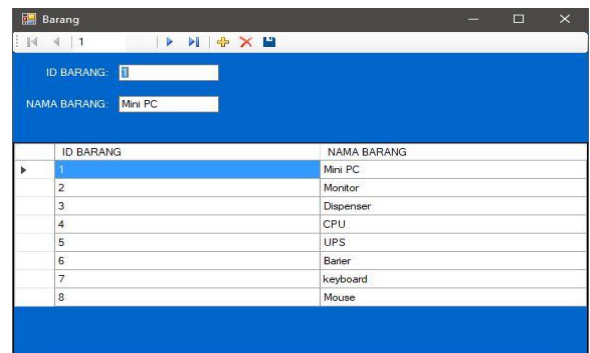 Barang
1
ID BARANG: 1
NAMA BARANG: Mini PC
ID BARANG NAMA BARANG
1 Mini PC
2 Monitor
3 Dispenser
4 CPU
5 UPS
6 Barier
7 keyboard
8 Mouse